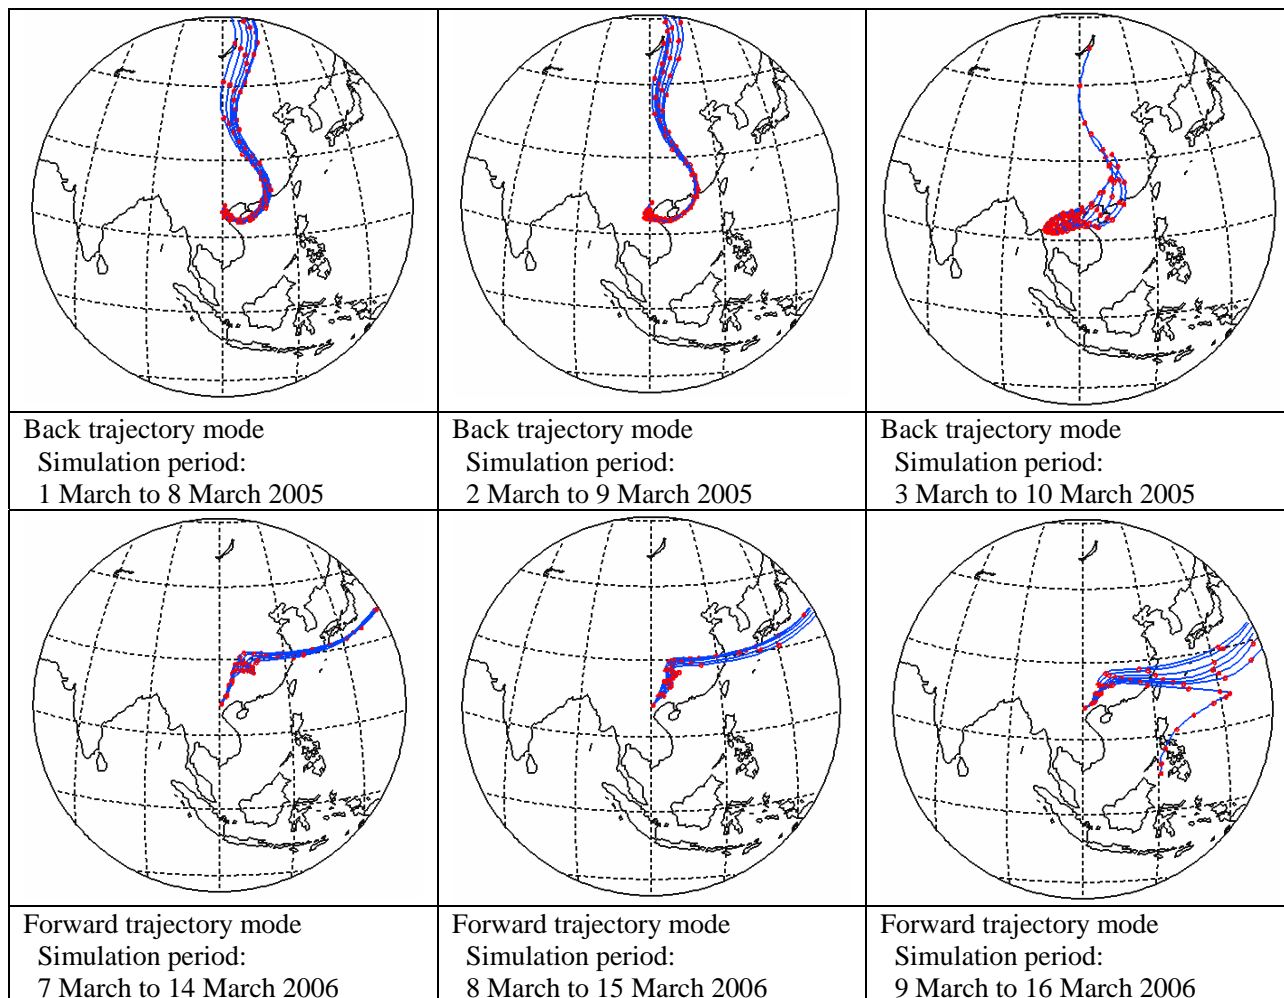 Back trajectory mode
Simulation period:
1 March to 8 March 2005
Back trajectory mode
Simulation period:
2 March to 9 March 2005
Back trajectory mode
Simulation period:
3 March to 10 March 2005
Forward trajectory mode
Simulation period:
7 March to 14 March 2006
Forward trajectory mode
Simulation period:
8 March to 15 March 2006
Forward trajectory mode
Simulation period:
9 March to 16 March 2006